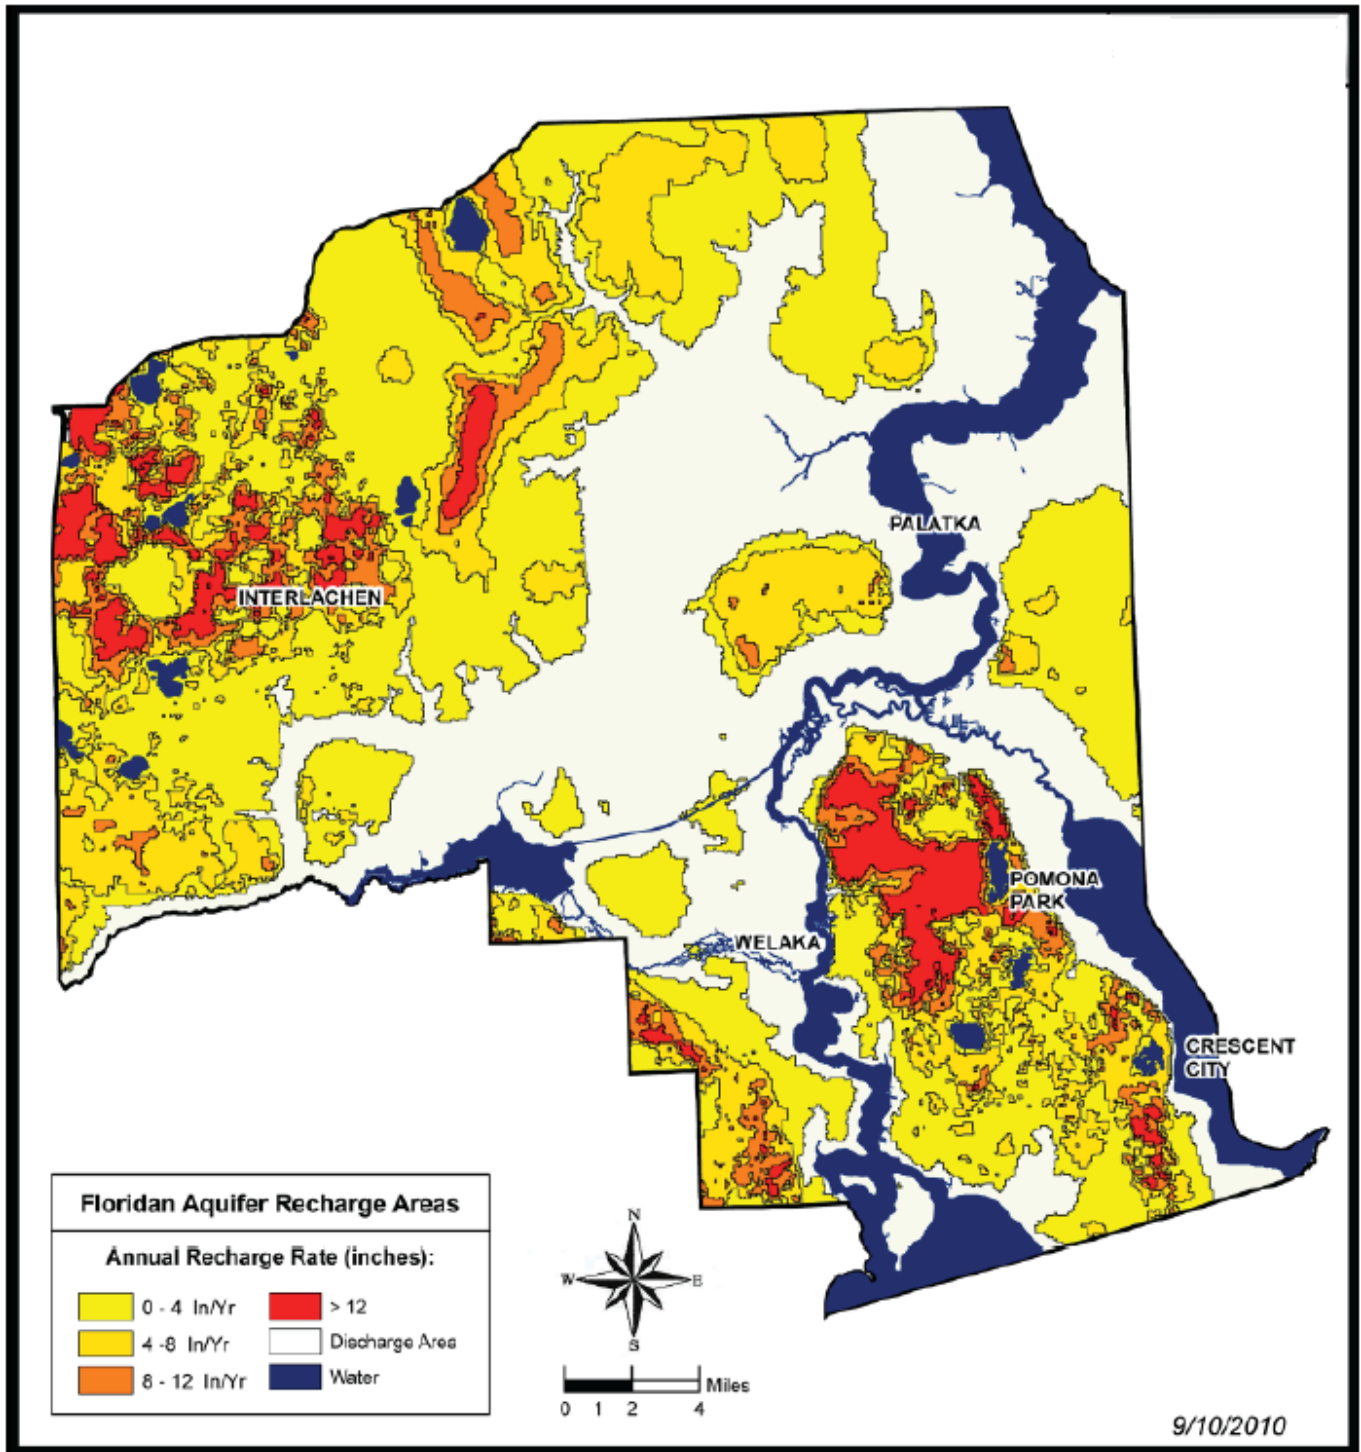 PALATKA
INTERLACHEN
POMONA
PARK
WELAKA
CRESCENT
CITY
Floridan Aquifer Recharge Areas
Annual Recharge Rate (inches):
0 - 4 In/Yr
> 12
4 -8 In/Yr
Discharge Area
8 - 12 In/Yr
Water
N
W
E
S
Miles
0 1 2 4
9/10/2010